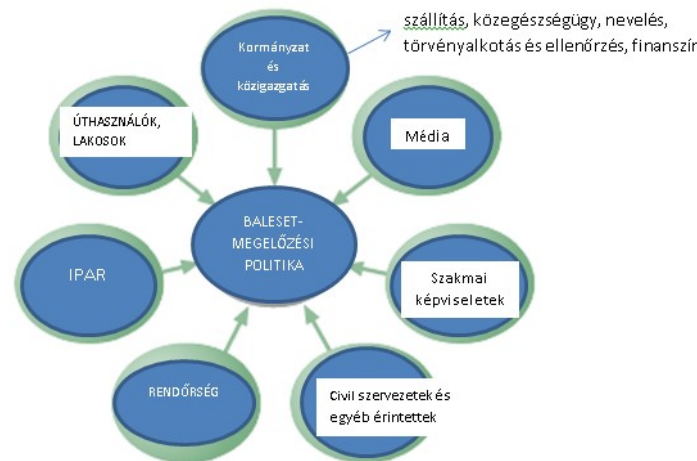 szállítás, közegészségügy, nevelés,
törvényalkotás és ellenőrzés, finanszír
Kormányzat
és
közigazgatás
ÚTHASZNÁLÓK,
LAKOSOK
Média
BALESET-
MEGELŐZÉSI
POLITIKA
IPAR
Szakmai
képviseletek
RENDŐRSÉG
Civil szervezetek és
egyéb érintettek